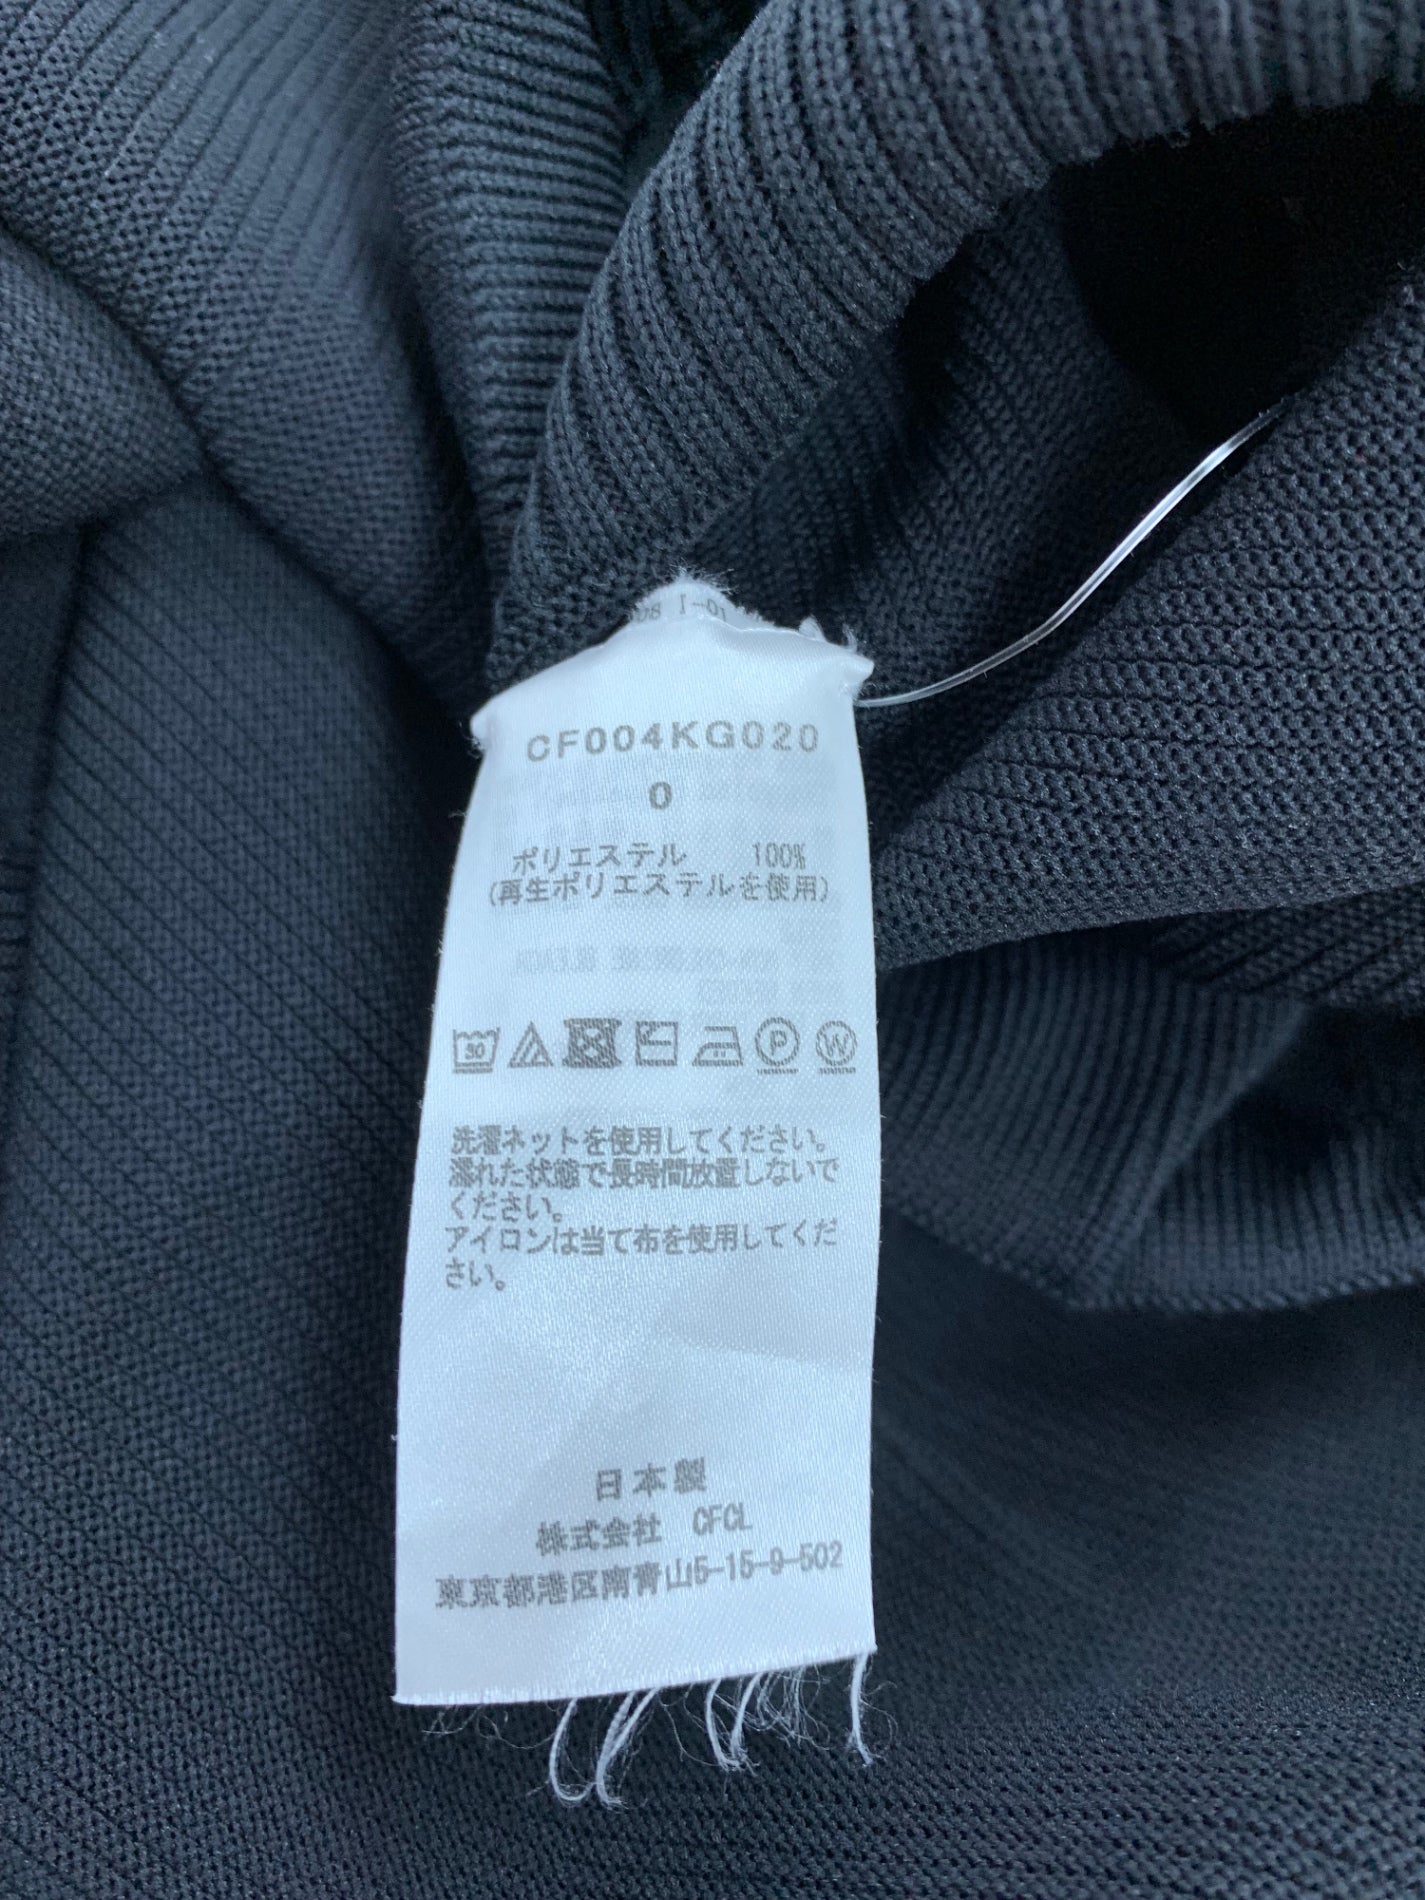 CF004KG020
0
ポリエステル 100%
(再生ポリエステルを使用)
30
P W
洗濯ネットを使用してください。
濡れた状態で長時間放置しないで
ください。
アイロンは当て布を使用してくだ
さい。
日本製
株式会社 CFCL
東京都港区南青山5-15-9-502